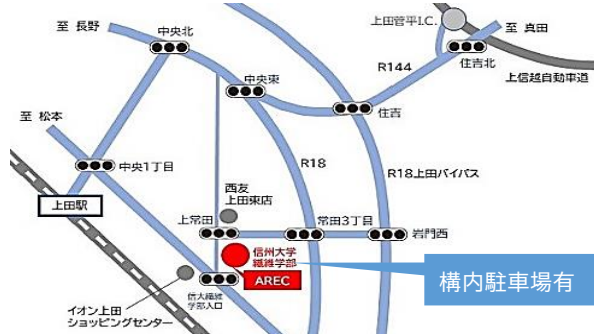 至 長野
中央北
上田菅平I.C.
至 真田
住吉北
R144
上信越自動車道
中央東
住吉
至 松本
中央1丁目
R18
R18上田バイパス
上田駅
西友
上田東店
上常田
常田3丁目
岩門西
信州大学
繊維学部
AREC
構内駐車場有
信大繊維
学部入口
イオン上田
ショッピングセンター